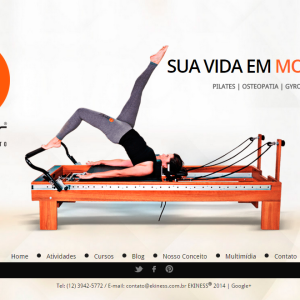 SUA VIDA EM MO
PILATES | OSTEOPATIA | GYRO
Home • Atividades • Cursos • Blog • Nosso Conceito • Multimídia • Contato
Tel: (12) 3942-5772 / E-mail: contato@ekiness.com.br EKINESS® 2014 | Google+